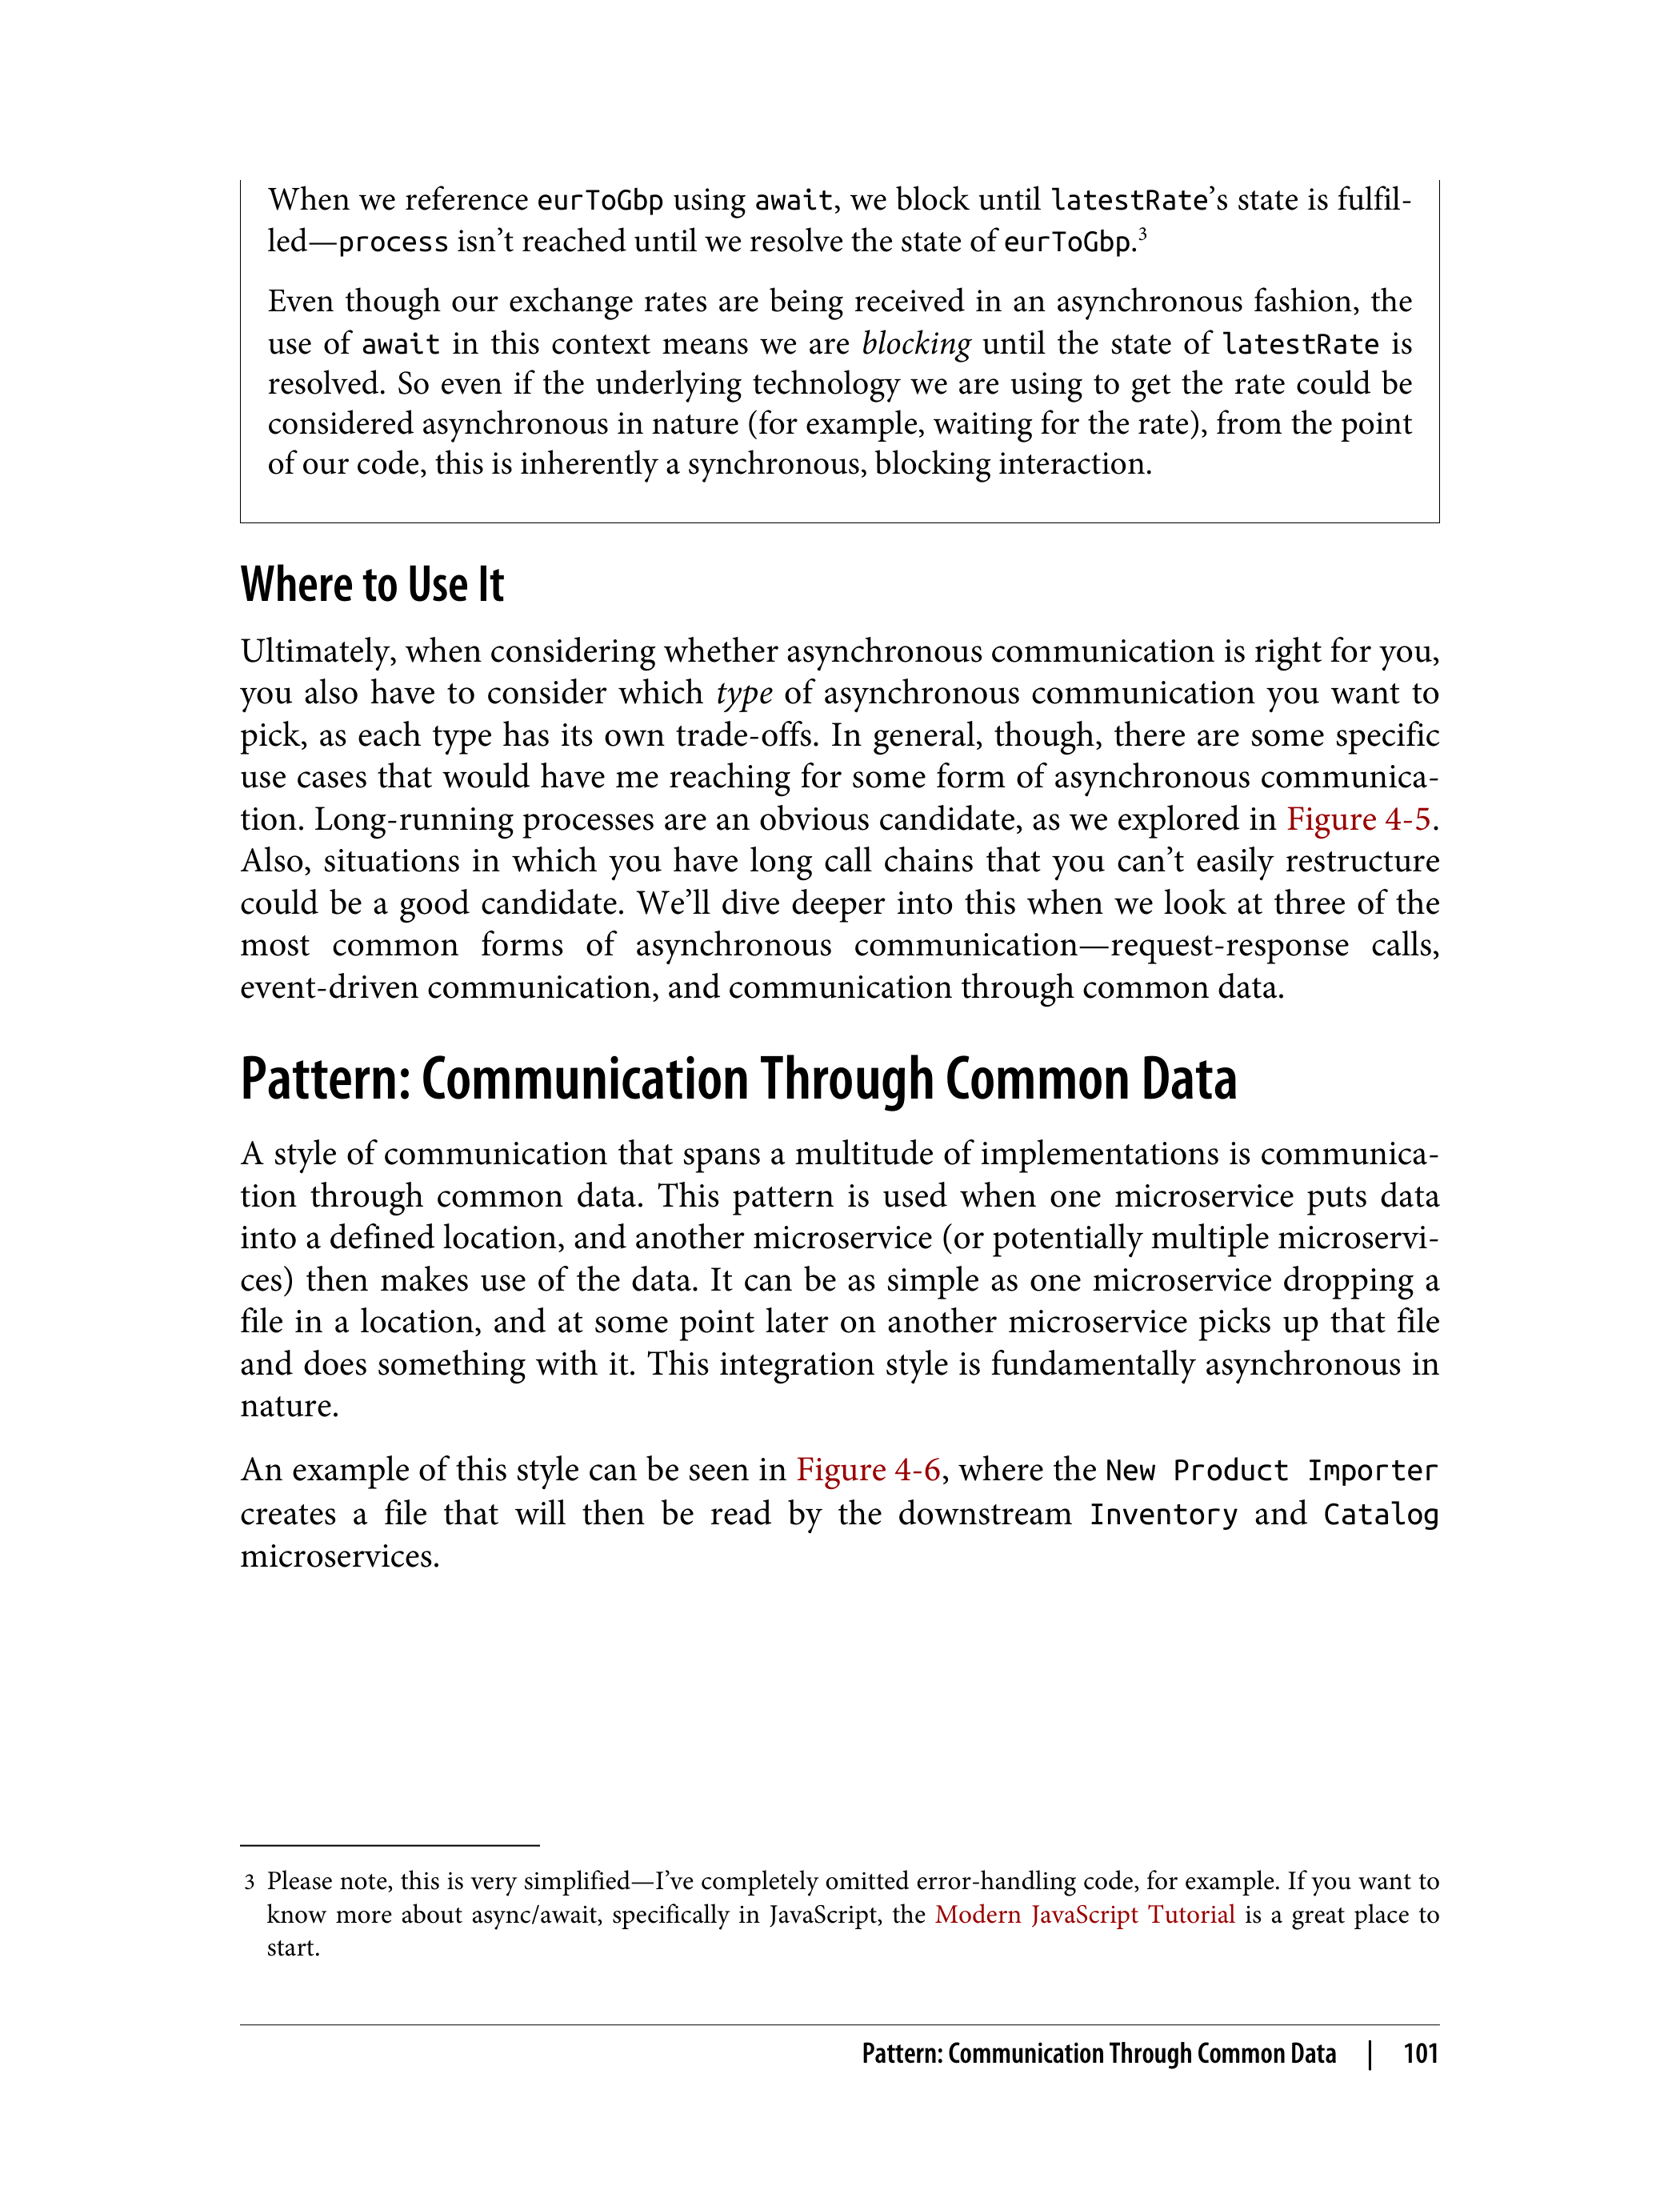 When we reference eurToGbp using await, we block until latestRate’s state is fulfil-
led—process isn’t reached until we resolve the state of eurToGbp.3
Even though our exchange rates are being received in an asynchronous fashion, the
use of await in this context means we are blocking until the state of latestRate is
resolved. So even if the underlying technology we are using to get the rate could be
considered asynchronous in nature (for example, waiting for the rate), from the point
of our code, this is inherently a synchronous, blocking interaction.
Where to Use It
Ultimately, when considering whether asynchronous communication is right for you,
you also have to consider which type of asynchronous communication you want to
pick, as each type has its own trade-offs. In general, though, there are some specific
use cases that would have me reaching for some form of asynchronous communica-
tion. Long-running processes are an obvious candidate, as we explored in Figure 4-5.
Also, situations in which you have long call chains that you can’t easily restructure
could be a good candidate. We’ll dive deeper into this when we look at three of the
most common forms of asynchronous communication—request-response calls,
event-driven communication, and communication through common data.
Pattern: Communication Through Common Data
A style of communication that spans a multitude of implementations is communica-
tion through common data. This pattern is used when one microservice puts data
into a defined location, and another microservice (or potentially multiple microservi-
ces) then makes use of the data. It can be as simple as one microservice dropping a
file in a location, and at some point later on another microservice picks up that file
and does something with it. This integration style is fundamentally asynchronous in
nature.
An example of this style can be seen in Figure 4-6, where the New Product Importer
creates a file that will then be read by the downstream Inventory and Catalog
microservices.
3 Please note, this is very simplified—I’ve completely omitted error-handling code, for example. If you want to
know more about async/await, specifically in JavaScript, the Modern JavaScript Tutorial is a great place to
start.
Pattern: Communication Through Common Data | 101